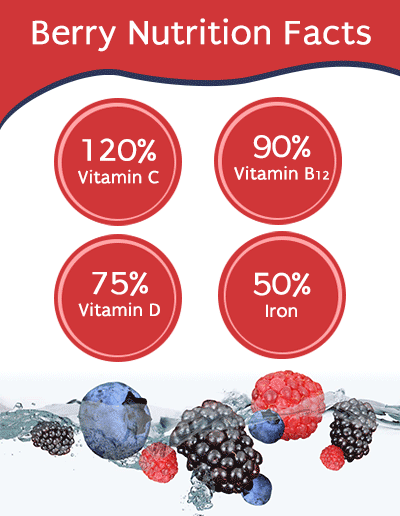 Berry Nutrition Facts
120%
Vitamin C
90%
Vitamin B12
75%
Vitamin D
50%
Iron